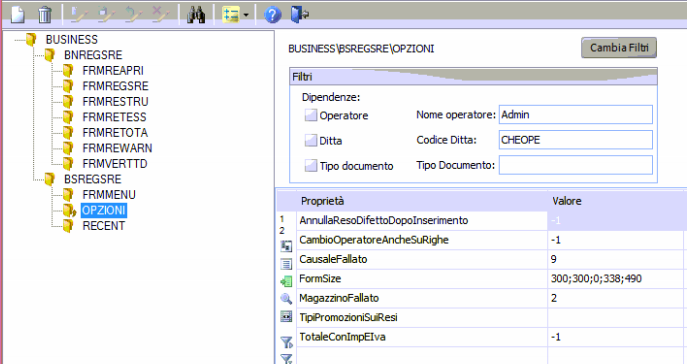 BUSINESS
BNREGSRE
FRMREAPRI
FRMREGSRE
FRMRESTRU
FRMRETESS
FRMRETOTA
FRMREWARN
FRMVERTTD
BSREGSRE
FRMMENU
OPZIONI
RECENT
BUSINESS\BSREGSRE\OPZIONI
Cambia Filtri
Filtri
Dipendenze:
Operatore Nome operatore: Admin
Ditta Codice Ditta: CHEOPE
Tipo documento Tipo Documento:
Proprietà Valore
1
2
AnnullaResoDifettoDopoInserimento -1
CambioOperatoreAncheSuRighe -1
CausaleFallato 9
FormSize 300;300;0;338;490
MagazzinoFallato 2
TipiPromozioniSuiResi
TotaleConImpEIva -1